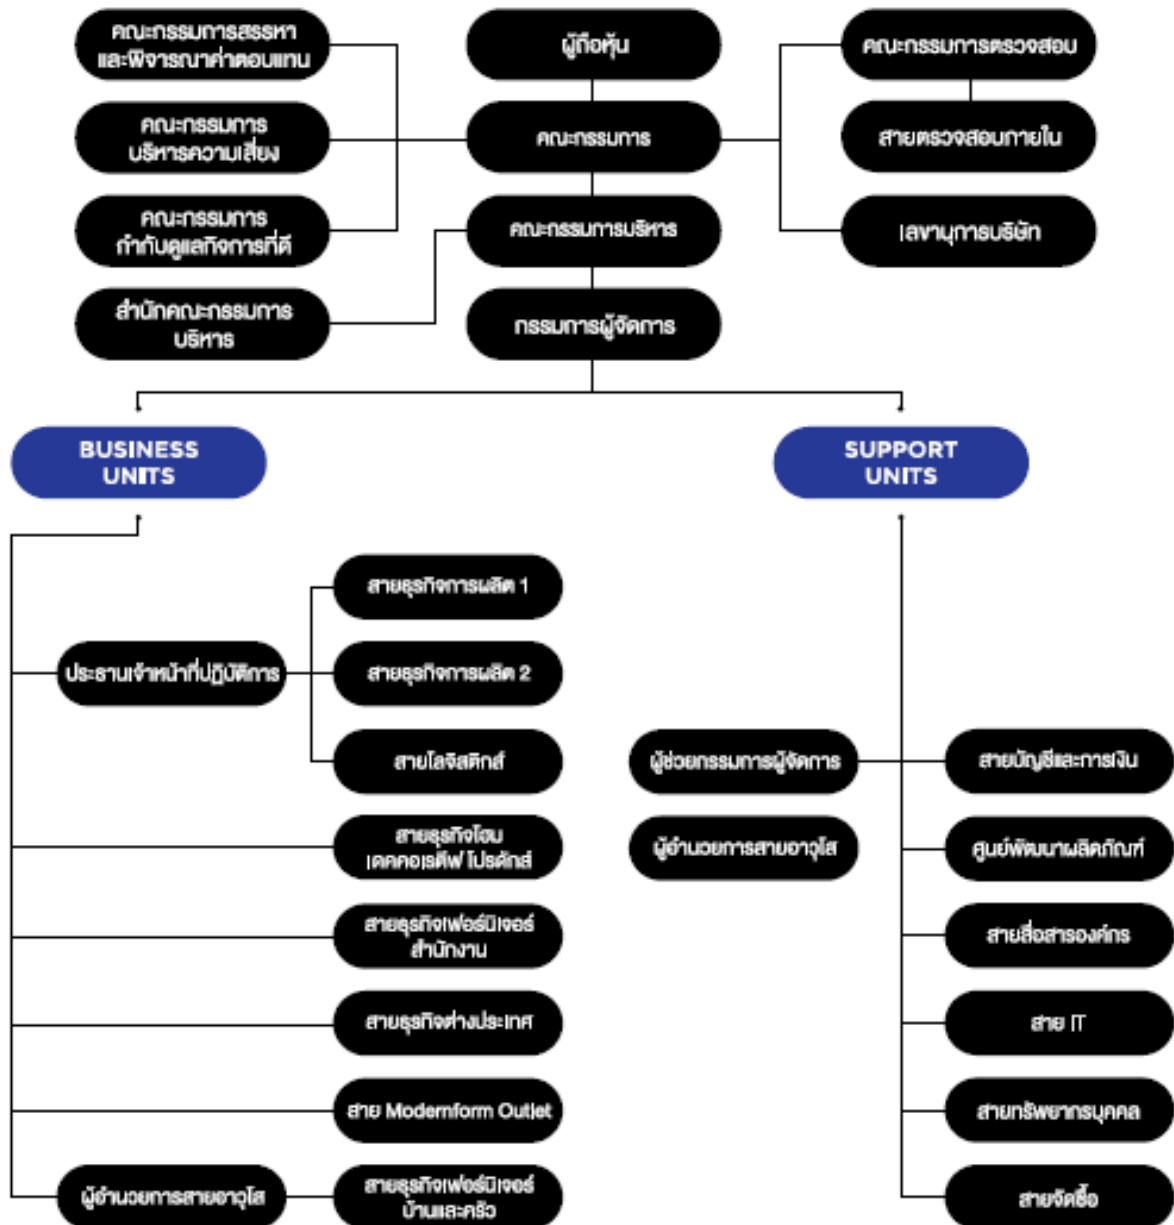 คณะกรรมการสรรหา
และพิจารณาค่าตอบแทน
ผู้ถือหุ้น
คณะกรรมการตรวจสอบ
คณะกรรมการ
บริหารความเสี่ยง
คณะกรรมการ
สายตรวจสอบภายใน
คณะกรรมการ
กำกับดูแลกิจการที่ดี
คณะกรรมการบริหาร
เลขานุการบริษัท
สำนักคณะกรรมการ
บริหาร
กรรมการผู้จัดการ
BUSINESS
UNITS
SUPPORT
UNITS
สายธุรกิจการผลิต 1
ประธานเจ้าหน้าที่ปฏิบัติการ
สายธุรกิจการผลิต 2
สายโลจิสติกส์
ผู้ช่วยกรรมการผู้จัดการ
สายบัญชีและการเงิน
สายธุรกิจโฮม
เดคคอเรตีฟ โปรดักส์
ผู้อำนวยการสายอาวุโส
ศูนย์พัฒนาผลิตภัณฑ์
สายธุรกิจเฟอร์นิเจอร์
สำนักงาน
สายสื่อสารองค์กร
สายธุรกิจต่างประเทศ
สาย IT
สาย Modernform Outlet
สายทรัพยากรบุคคล
ผู้อำนวยการสายอาวุโส
สายธุรกิจเฟอร์นิเจอร์
บ้านและครัว
สายจัดซื้อ